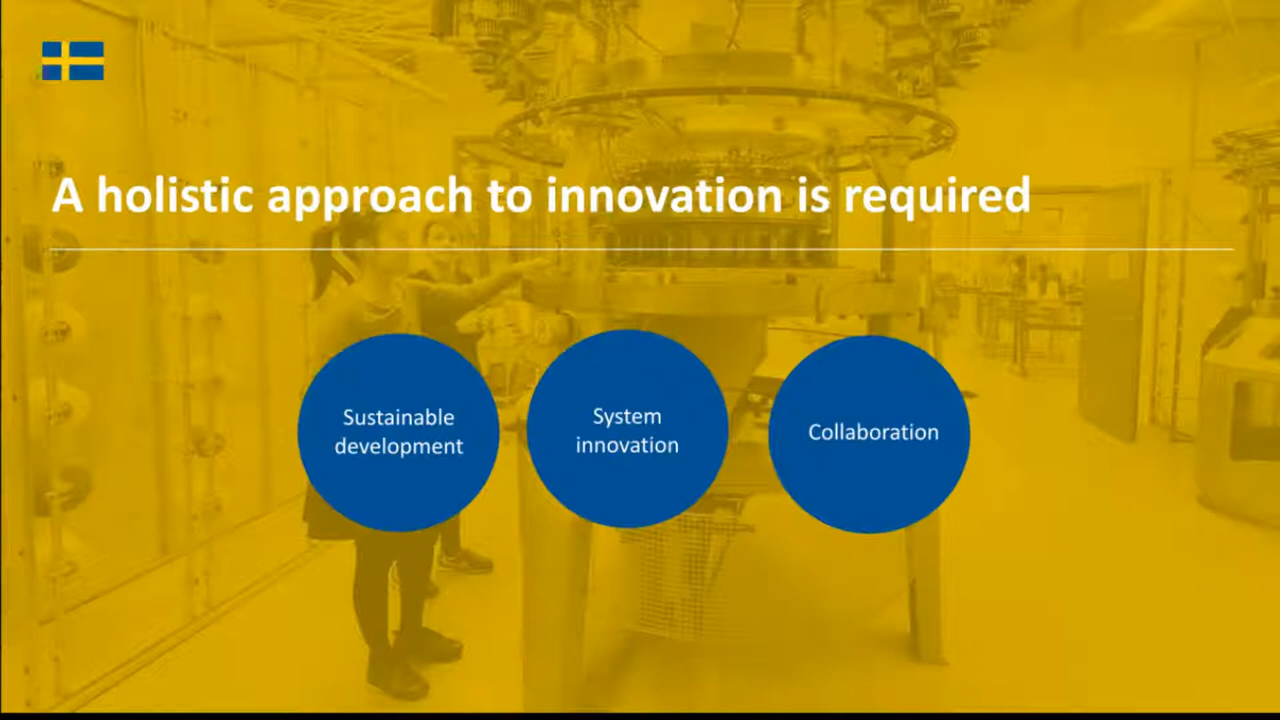 A holistic approach to innovation is required
Sustainable
development
System
innovation
Collaboration